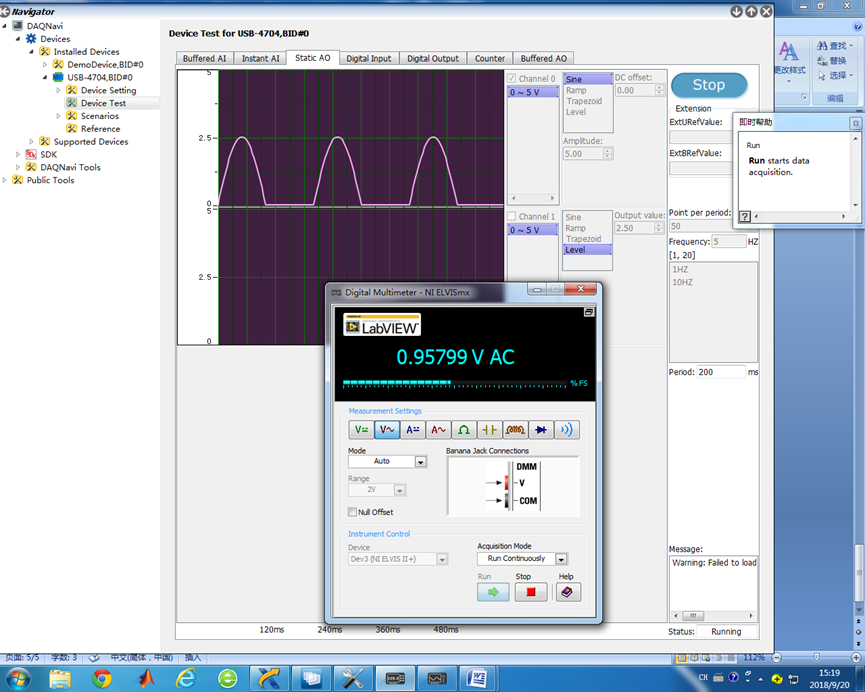 Navigator
DAQNavi
Devices
Installed Devices
DemoDevice,BID#0
USB-4704,BID#0
Device Setting
Device Test
Scenarios
Reference
Supported Devices
SDK
DAQNavi Tools
Public Tools
Device Test for USB-4704,BID#0
Buffered AI
Instant AI
Static AO
Digital Input
Digital Output
Counter
Buffered AO
5
2.5
0
5
2.5
0
120ms
240ms
360ms
480ms
Channel 0
0 ~ 5 V
Sine
Ramp
Trapezoid
Level
DC offset:
0.00
Amplitude:
5.00
Channel 1
0 ~ 5 V
Sine
Ramp
Trapezoid
Level
Output value:
2.50
Stop
Extension
ExtURefValue:
ExtBRefValue:
Point per period:
50
Frequency:
5
HZ
[1, 20]
1HZ
10HZ
Period:
200
ms
Message:
Warning: Failed to load
Status:
Running
即时帮助
Run
Run starts data
acquisition.
更改样式
查找
替换
选择
编辑
Digital Multimeter - NI ELVISmx
LabVIEW
0.95799 V AC
% FS
Measurement Settings
V
V
A
A
Mode
Auto
Range
2V
Null Offset
Banana Jack Connections
DMM
V
COM
Instrument Control
Device
Dev3 (NI ELVIS II+)
Acquisition Mode
Run Continuously
Run
Stop
Help
页面: 5/5
字数: 3
中文(简体, 中国)
插入
112%
CH
15:19
2018/9/20